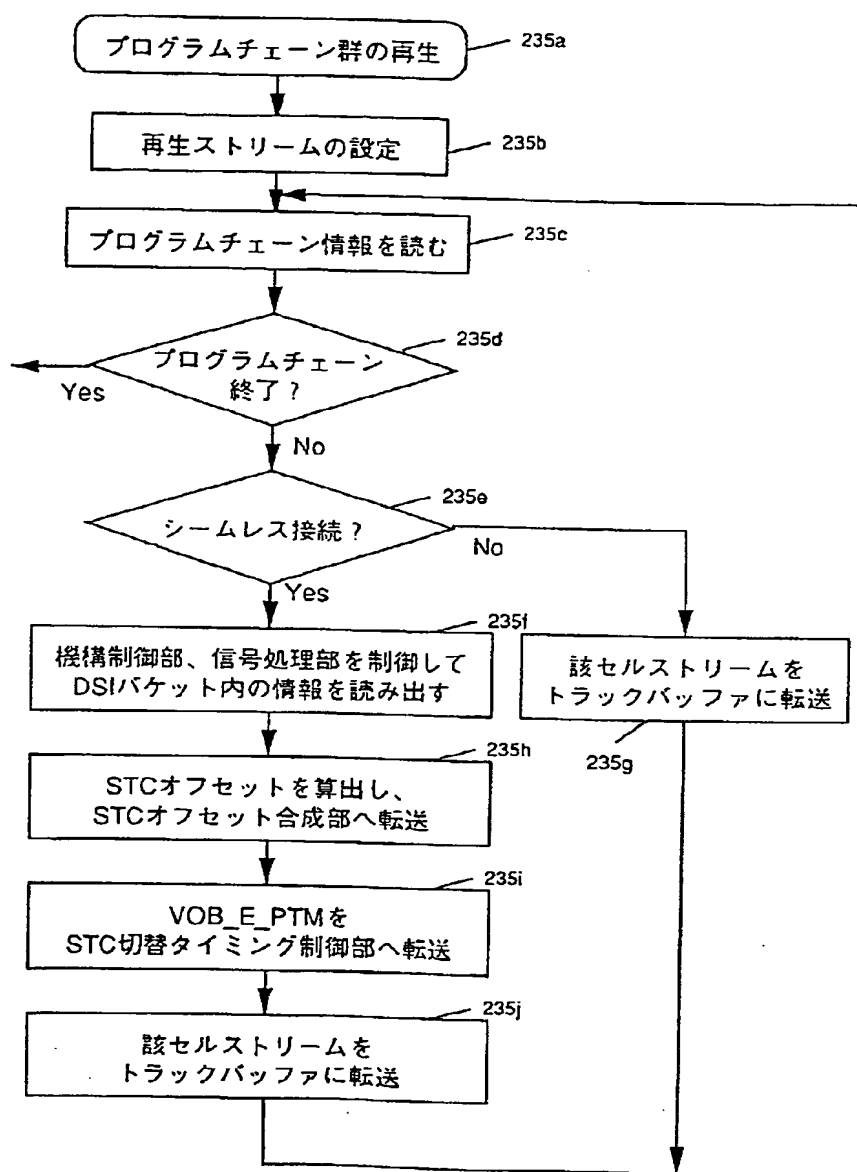 プログラムチェーン群の再生
235a
再生ストリームの設定
235b
プログラムチェーン情報を読む
235c
プログラムチェーン
終了?
235d
Yes
No
シームレス接続?
235e
No
Yes
235f
機構制御部、信号処理部を制御して
DSIパケット内の情報を読み出す
該セルストリームを
トラックバッファに転送
235g
235h
STCオフセットを算出し、
STCオフセット合成部へ転送
235i
VOB_E_PTMを
STC切替タイミング制御部へ転送
235j
該セルストリームを
トラックバッファに転送